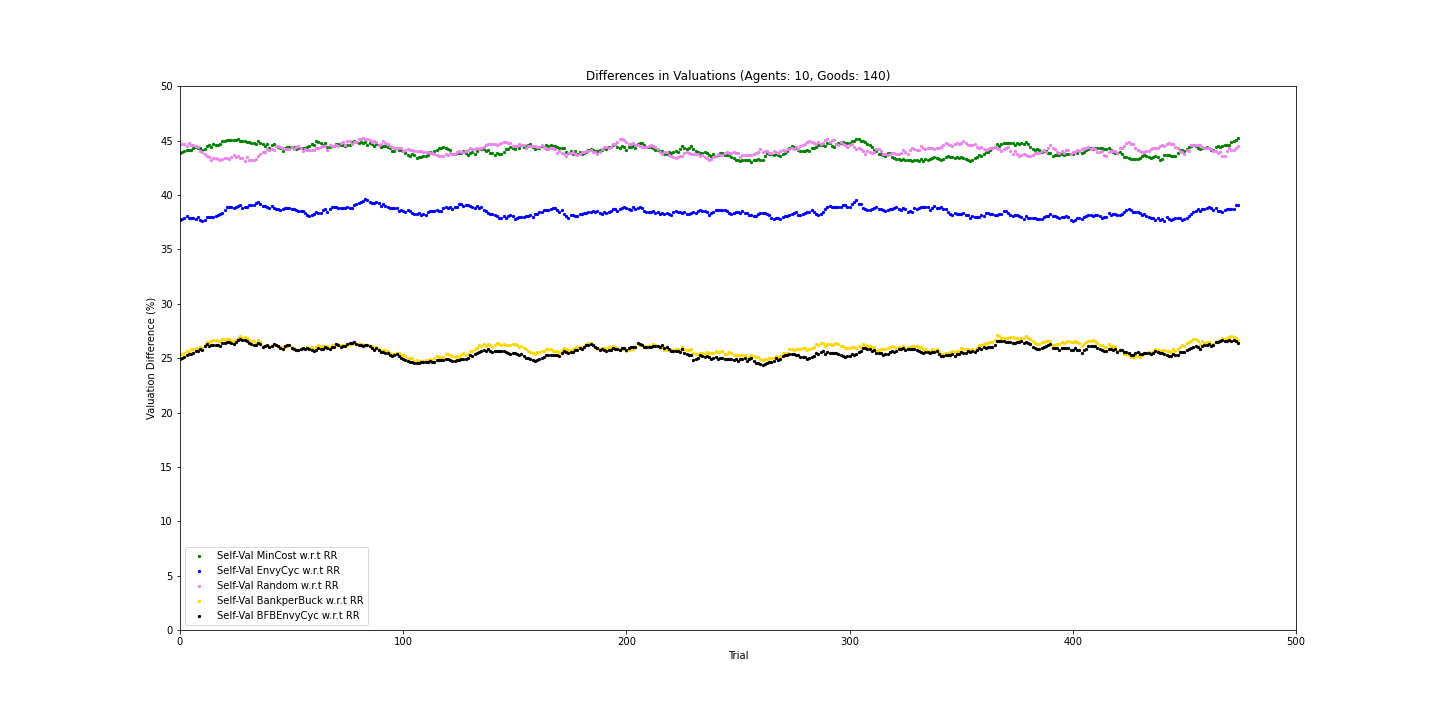 Differences in Valuations (Agents: 10, Goods: 140)
50
45
40
35
30
25
20
15
10
5
0
Valuation Difference (%)
Self-Val MinCost w.r.t RR
Self-Val EnvyCyc w.r.t RR
Self-Val Random w.r.t RR
Self-Val BankperBuck w.r.t RR
Self-Val BFBEnvyCyc w.r.t RR
0 100 200 300 400 500
Trial